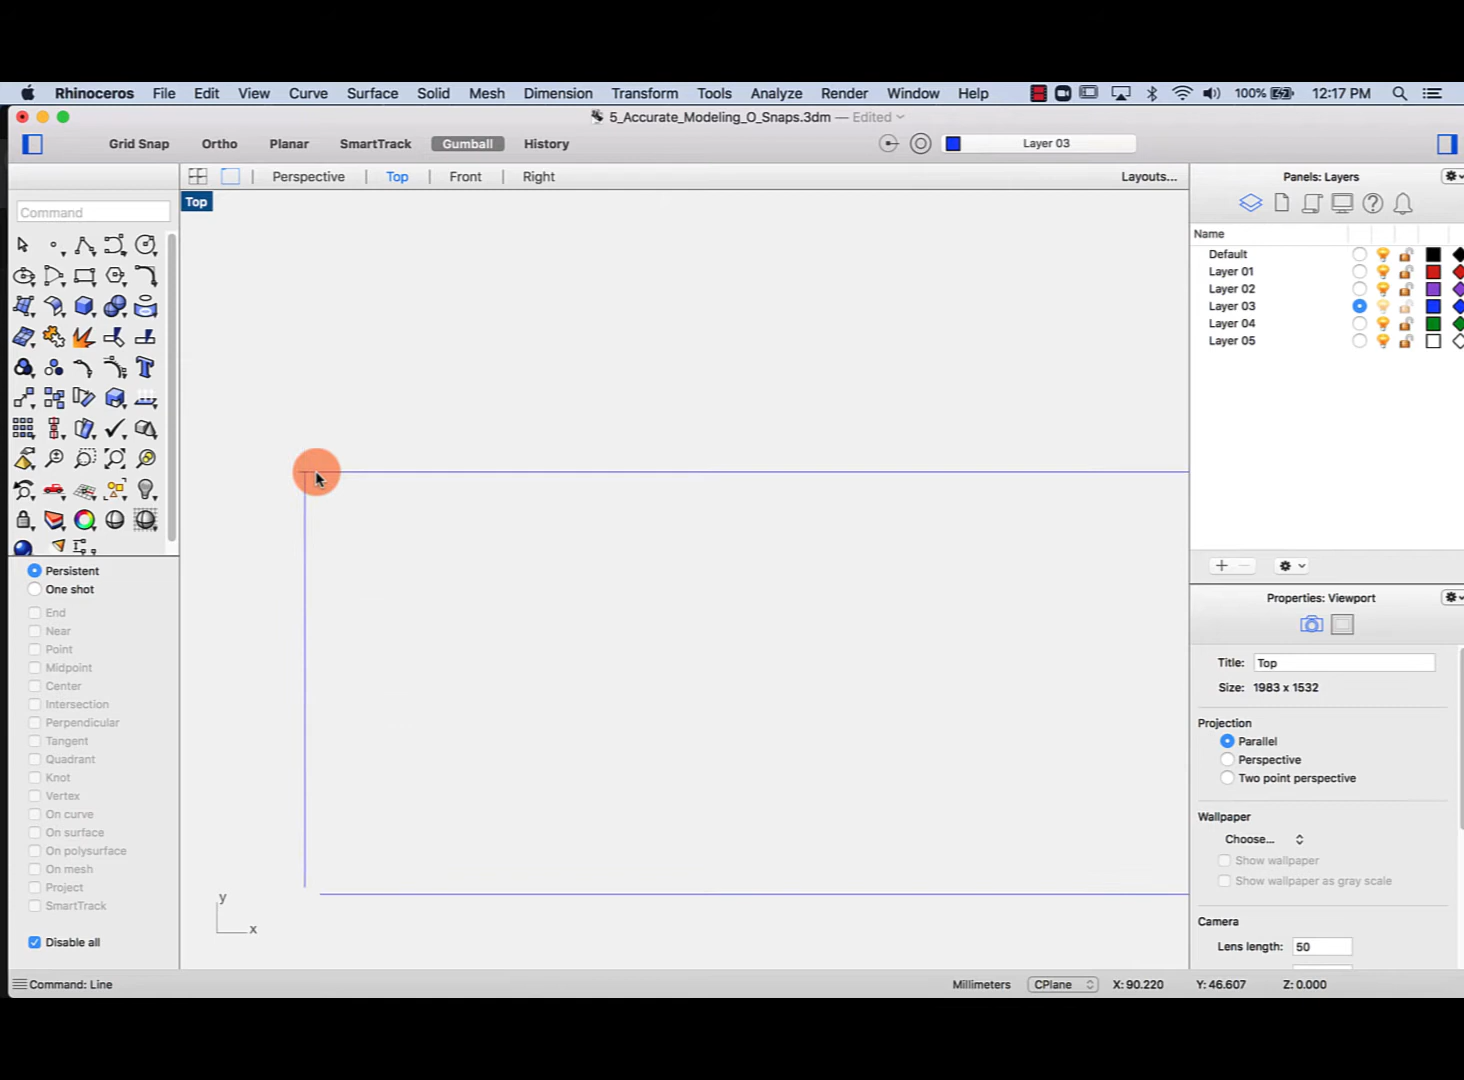 Rhinoceros File Edit View Curve Surface Solid Mesh Dimension Transform Tools Analyze Render Window Help 100% 12:17 PM
5_Accurate_Modeling_O_Snaps.3dm — Edited
Grid Snap Ortho Planar SmartTrack Gumball History Layer 03
Perspective Top Front Right Layouts... Panels: Layers
Top
Command
Name
Default
Layer 01
Layer 02
Layer 03
Layer 04
Layer 05
Persistent
One shot
End
Near
Point
Midpoint
Center
Intersection
Perpendicular
Tangent
Quadrant
Knot
Vertex
On curve
On surface
On polysurface
On mesh
Project
SmartTrack
Disable all
y
x
Properties: Viewport
Title: Top
Size: 1983 x 1532
Projection
Parallel
Perspective
Two point perspective
Wallpaper
Choose...
Show wallpaper
Show wallpaper as gray scale
Camera
Lens length: 50
Command: Line Millimeters CPlane X: 90.220 Y: 46.607 Z: 0.000